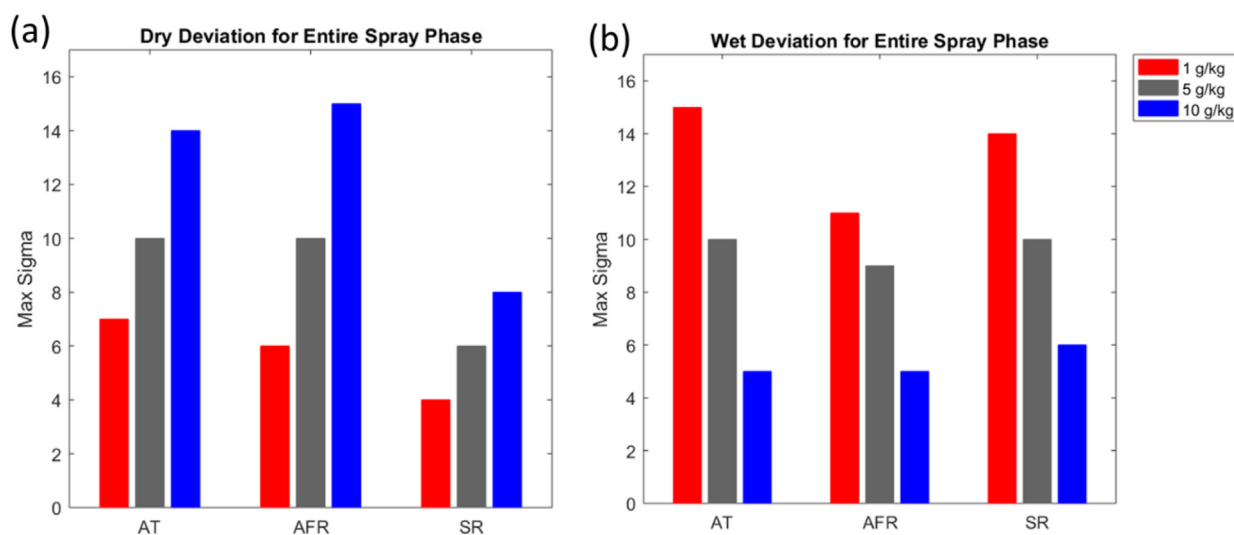 (a)
Dry Deviation for Entire Spray Phase
Max Sigma
16
14
12
10
8
6
4
2
0
AT AFR SR
(b)
Wet Deviation for Entire Spray Phase
Max Sigma
16
14
12
10
8
6
4
2
0
AT AFR SR
1 g/kg
5 g/kg
10 g/kg